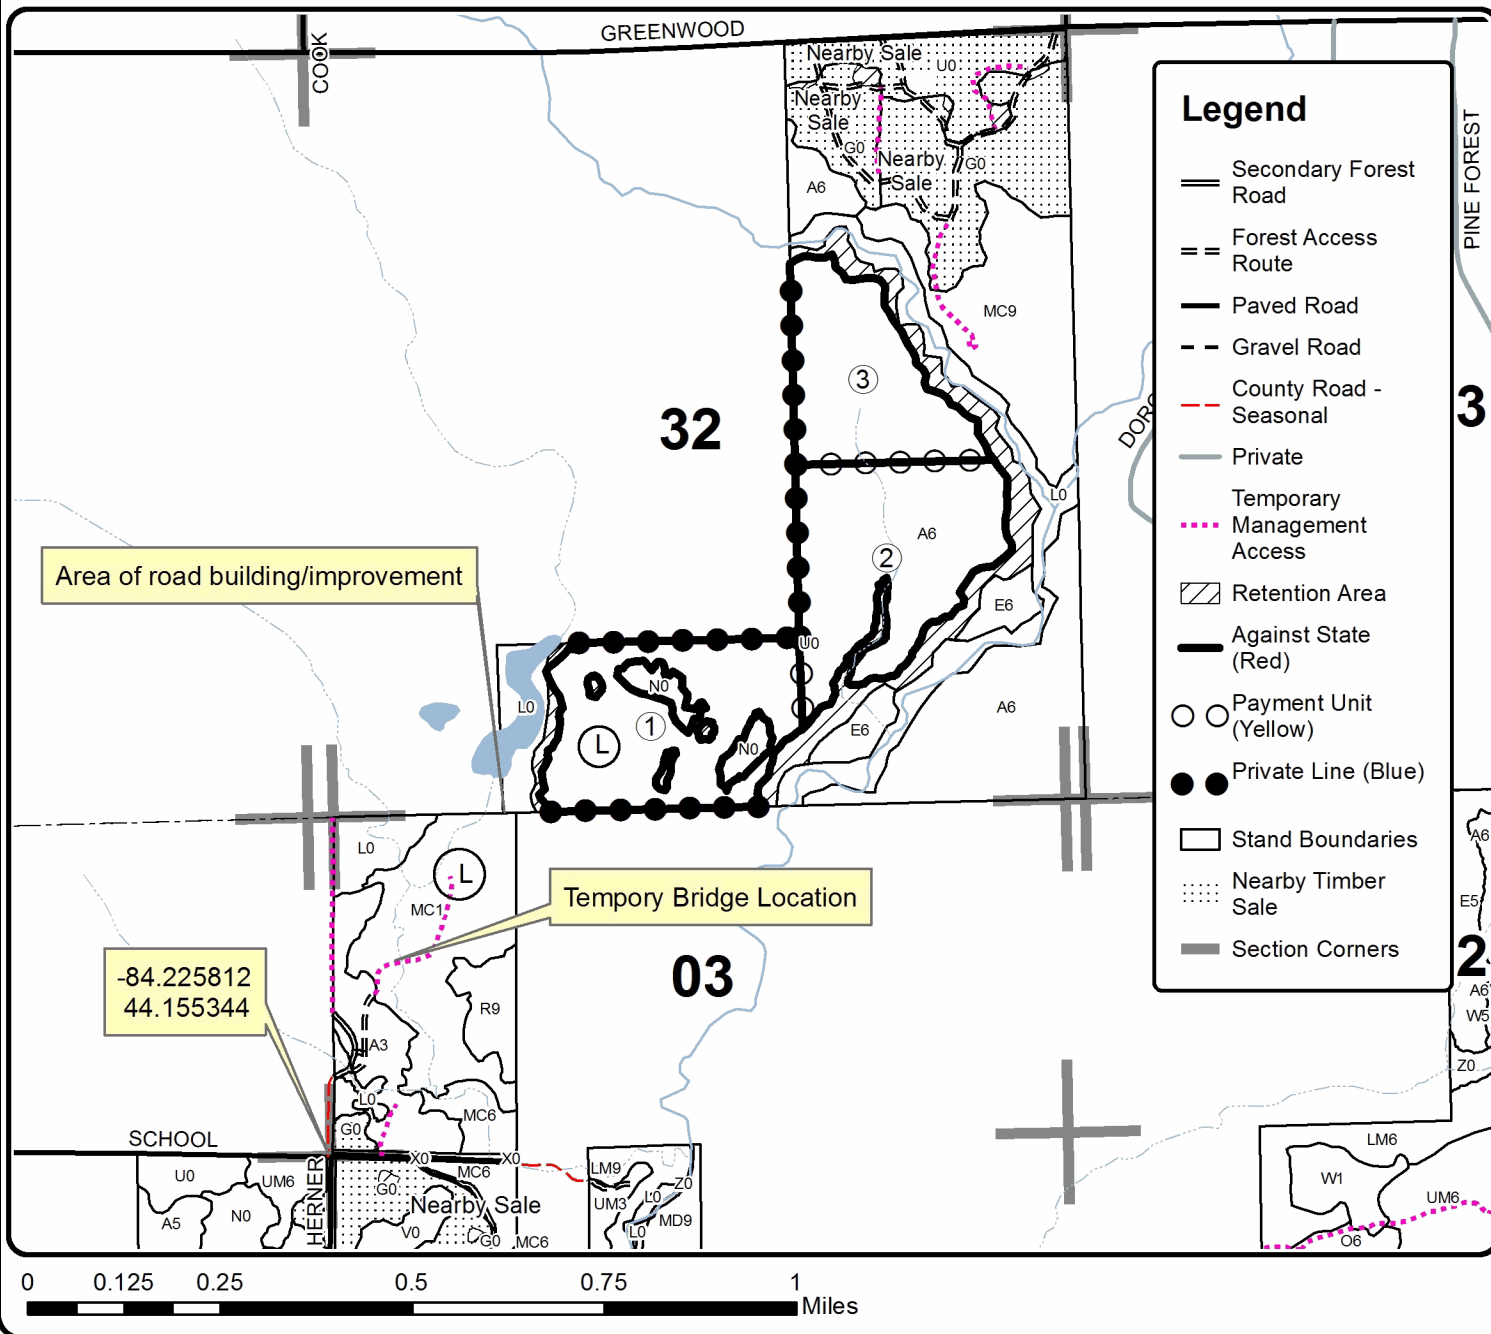 GREENWOOD
COOK
Nearby Sale
U0
Nearby
Sale
G0
Nearby
Sale
G0
A6
MC9
3
32
A6
L0
2
E6
U0
N0
L0
1
L
N0
E6
A6
Area of road building/improvement
Legend
Secondary Forest
Road
Forest Access
Route
Paved Road
Gravel Road
County Road -
Seasonal
Private
Temporary
Management
Access
Retention Area
Against State
(Red)
Payment Unit
(Yellow)
Private Line (Blue)
Stand Boundaries
Nearby Timber
Sale
Section Corners
PINE FOREST
3
A6
E5
2
A6
W5
Z0
L0
L
MC1
Tempory Bridge Location
-84.225812
44.155344
03
R9
A3
L0
G0
MC6
SCHOOL
X0
X0
MC6
HERNER
U0
UM6
A5
N0
G0
Nearby Sale
V0
G0
MC6
LM9
UM3
L0
Z0
MD9
L0
LM6
W1
UM6
O6
0
0.125
0.25
0.5
0.75
1
Miles